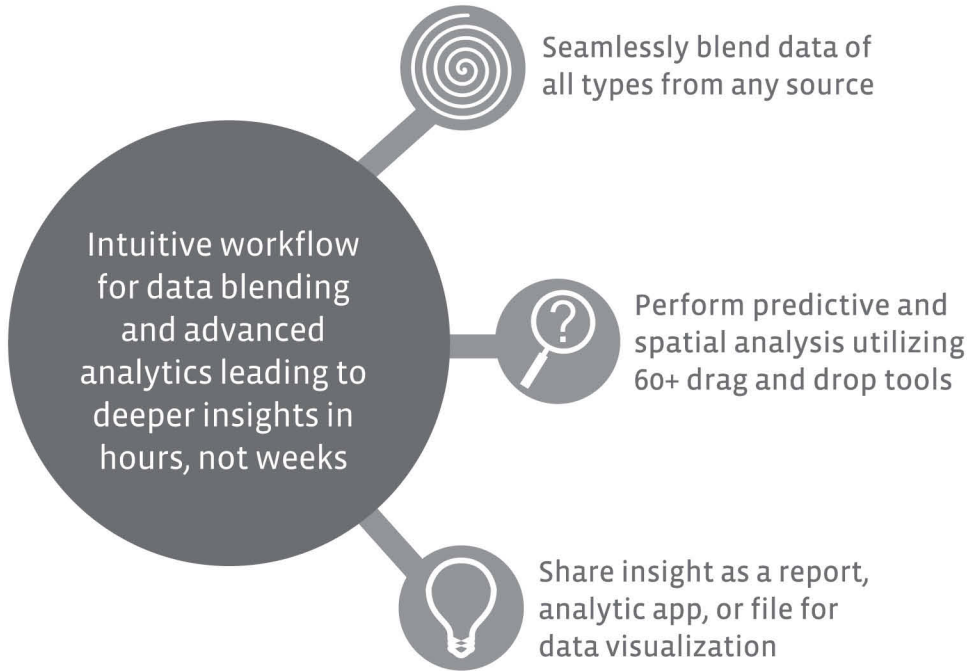 Seamlessly blend data of
all types from any source
Intuitive workflow
for data blending
and advanced
analytics leading to
deeper insights in
hours, not weeks
?
Perform predictive and
spatial analysis utilizing
60+ drag and drop tools
Share insight as a report,
analytic app, or file for
data visualization